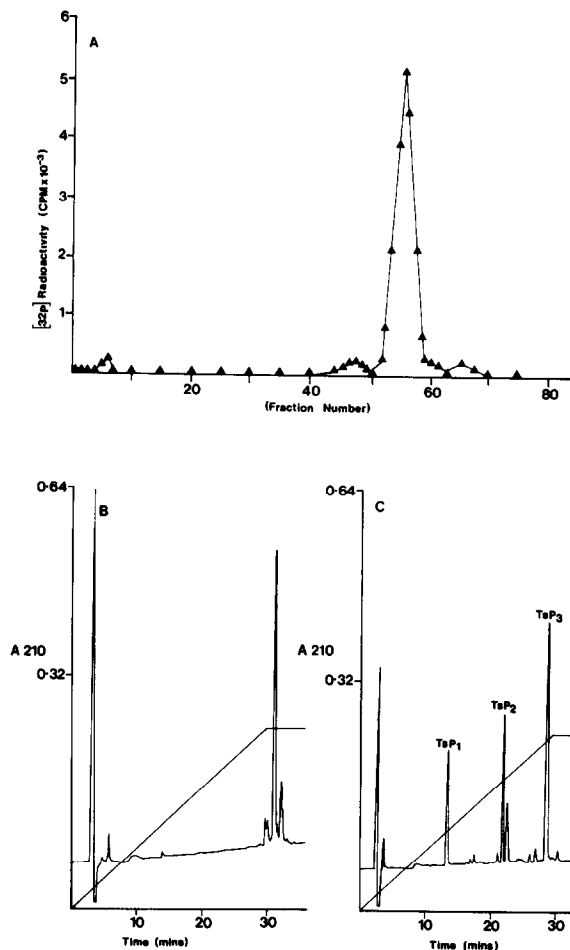 A
6
5
4
3
2
1
[32p] Radioactivity (CPM×10⁻³)
20
40
60
80
(Fraction Number)
0·64
B
A 210
0·32
10
20
30
Time (mins)
0·64
C
A 210
0·32
TsP₁
TsP₂
TsP₃
10
20
30
Time (mins)